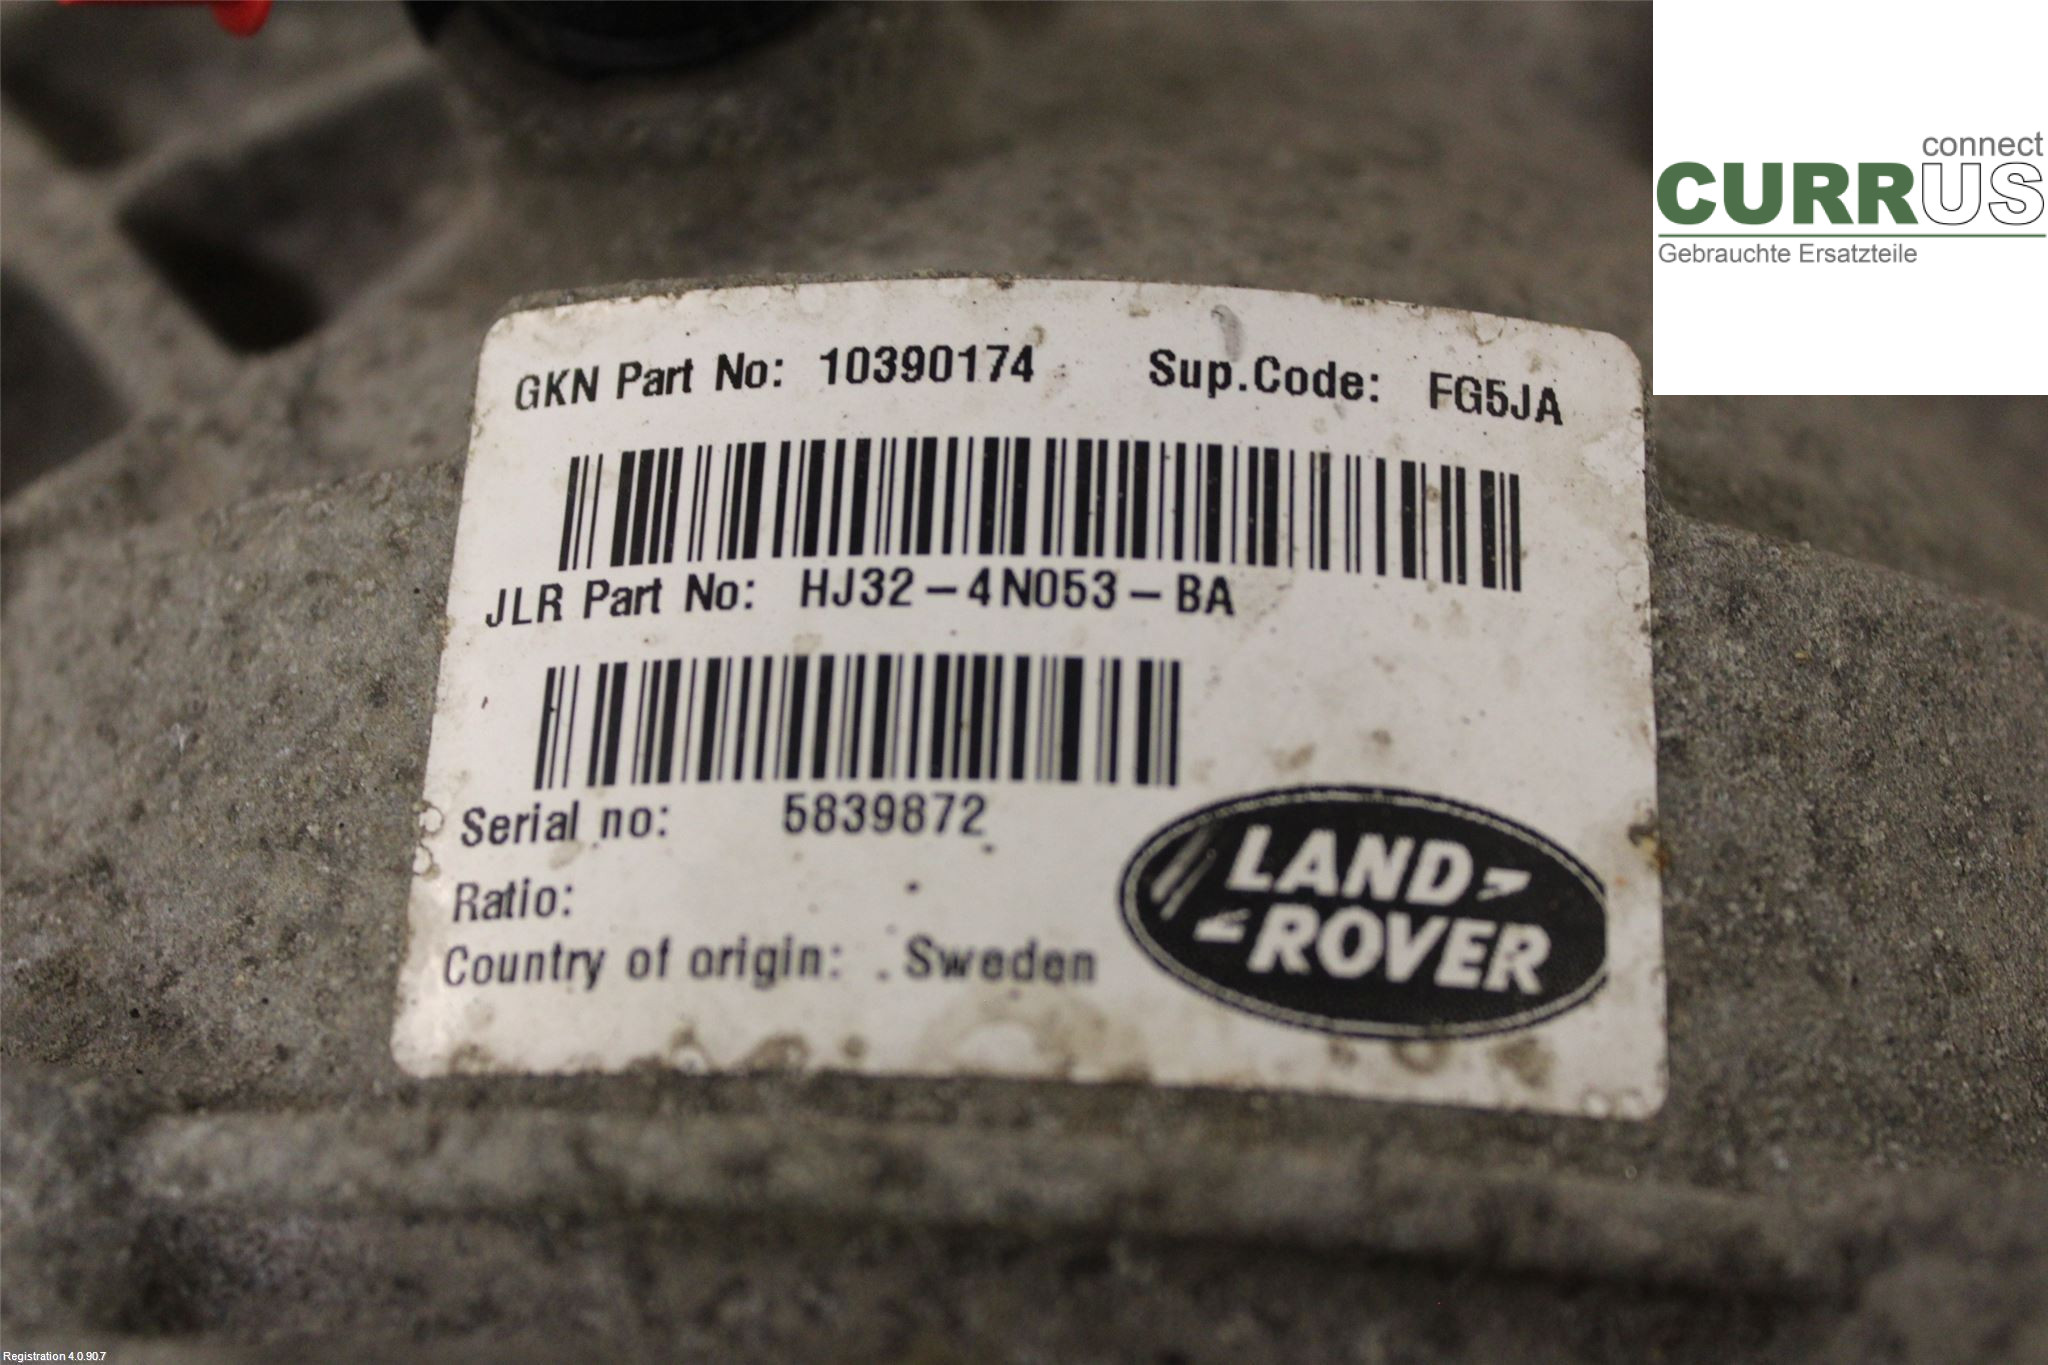 connect
CURRUS
Gebrauchte Ersatzteile
GKN Part No: 10390174 Sup.Code: FG5JA
JLR Part No: HJ32-4N053-BA
Serial no: 5839872
Ratio:
Country of origin: Sweden
LAND
ROVER
Registration 4.0.90.7